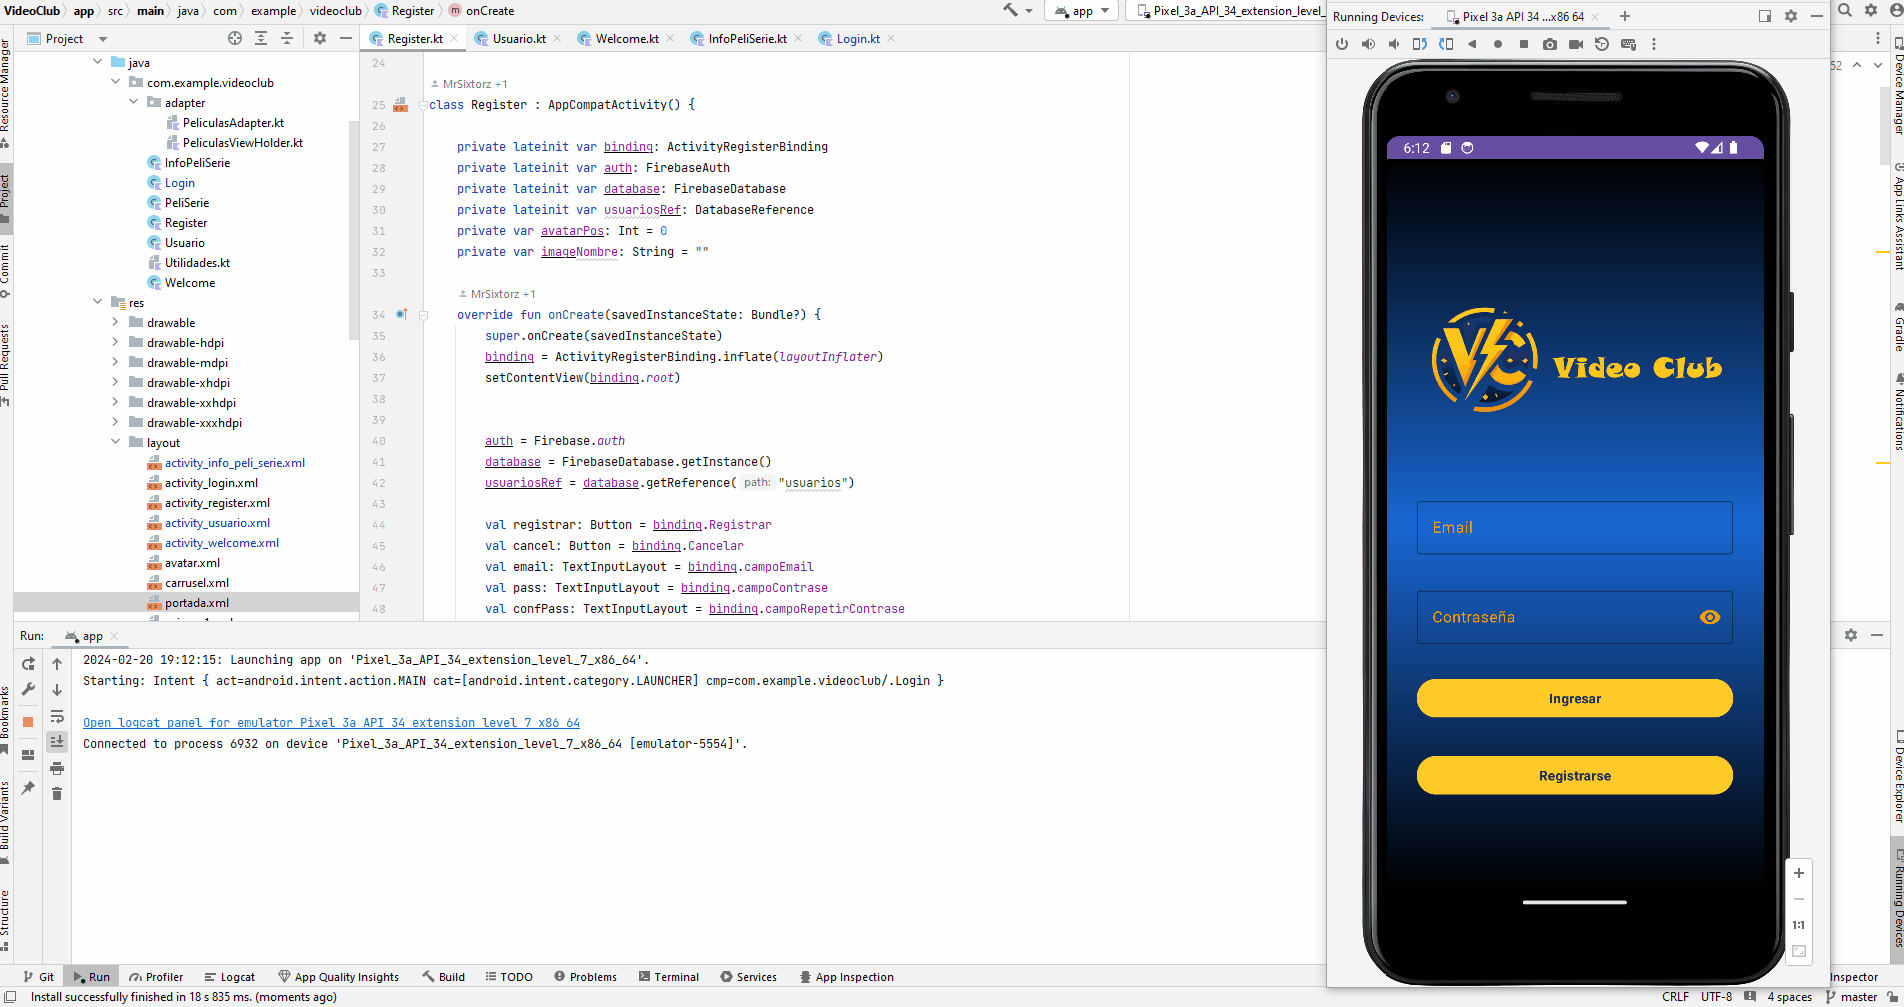 VideoClub app src main java com example videoclub Register onCreate
app Pixel_3a_API_34_extension_level_
Running Devices: Pixel 3a API 34 ...x86 64
Project
Register.kt Usuario.kt Welcome.kt InfoPeliSerie.kt Login.kt
java
com.example.videoclub
adapter
PeliculasAdapter.kt
PeliculasViewHolder.kt
InfoPeliSerie
Login
PeliSerie
Register
Usuario
Utilidades.kt
Welcome
res
drawable
drawable-hdpi
drawable-mdpi
drawable-xhdpi
drawable-xxhdpi
drawable-xxxhdpi
layout
activity_info_peli_serie.xml
activity_login.xml
activity_register.xml
activity_usuario.xml
activity_welcome.xml
avatar.xml
carrusel.xml
portada.xml
24
MrSixtorz +1
25 class Register : AppCompatActivity() {
26
27 private lateinit var binding: ActivityRegisterBinding
28 private lateinit var auth: FirebaseAuth
29 private lateinit var database: FirebaseDatabase
30 private lateinit var usuariosRef: DatabaseReference
31 private var avatarPos: Int = 0
32 private var imageNombre: String = ""
33
MrSixtorz +1
34 override fun onCreate(savedInstanceState: Bundle?) {
35 super.onCreate(savedInstanceState)
36 binding = ActivityRegisterBinding.inflate(layoutInflater)
37 setContentView(binding.root)
38
39
40 auth = Firebase.auth
41 database = FirebaseDatabase.getInstance()
42 usuariosRef = database.getReference( path: "usuarios")
43
44 val registrar: Button = binding.Registrar
45 val cancel: Button = binding.Cancelar
46 val email: TextInputLayout = binding.campoEmail
47 val pass: TextInputLayout = binding.campoContrase
48 val confPass: TextInputLayout = binding.campoRepetirContrase
52
6:12
VC
Video Club
Email
Contraseña
Ingresar
Registrarse
1:1
Run: app
2024-02-20 19:12:15: Launching app on 'Pixel_3a_API_34_extension_level_7_x86_64'.
Starting: Intent { act=android.intent.action.MAIN cat=[android.intent.category.LAUNCHER] cmp=com.example.videoclub/.Login }
Open logcat panel for emulator Pixel 3a API 34 extension level 7 x86 64
Connected to process 6932 on device 'Pixel_3a_API_34_extension_level_7_x86_64 [emulator-5554]'.
Resource Manager
Project
Commit
Pull Requests
Bookmarks
Build Variants
Structure
Device Manager
App Links Assistant
Gradle
Notifications
Device Explorer
Running Devices
Git Run Profiler Logcat App Quality Insights Build TODO Problems Terminal Services App Inspection
nspector
Install successfully finished in 18 s 835 ms. (moments ago)
CRLF UTF-8 4 spaces master